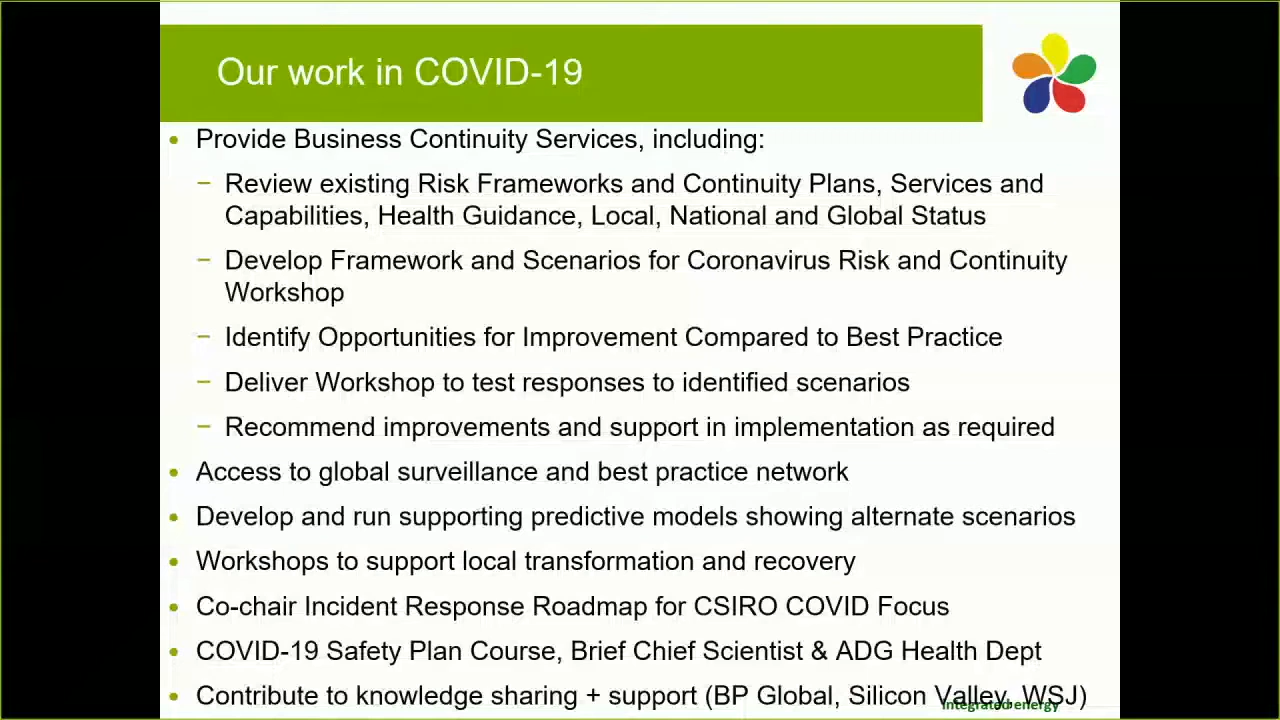 Our work in COVID-19
• Provide Business Continuity Services, including:
− Review existing Risk Frameworks and Continuity Plans, Services and
Capabilities, Health Guidance, Local, National and Global Status
− Develop Framework and Scenarios for Coronavirus Risk and Continuity
Workshop
− Identify Opportunities for Improvement Compared to Best Practice
− Deliver Workshop to test responses to identified scenarios
− Recommend improvements and support in implementation as required
• Access to global surveillance and best practice network
• Develop and run supporting predictive models showing alternate scenarios
• Workshops to support local transformation and recovery
• Co-chair Incident Response Roadmap for CSIRO COVID Focus
• COVID-19 Safety Plan Course, Brief Chief Scientist & ADG Health Dept
• Contribute to knowledge sharing + support (BP Global, Silicon Valley, WSJ)
integrated energy